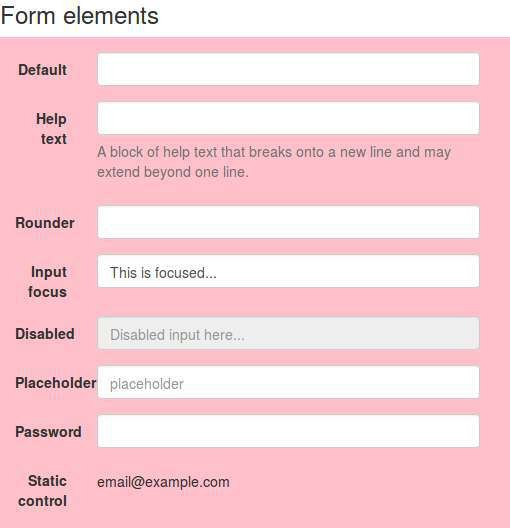 Form elements
Default
Help
text
A block of help text that breaks onto a new line and may
extend beyond one line.
Rounder
Input
focus
This is focused...
Disabled
Disabled input here...
Placeholder
placeholder
Password
Static
control
email@example.com